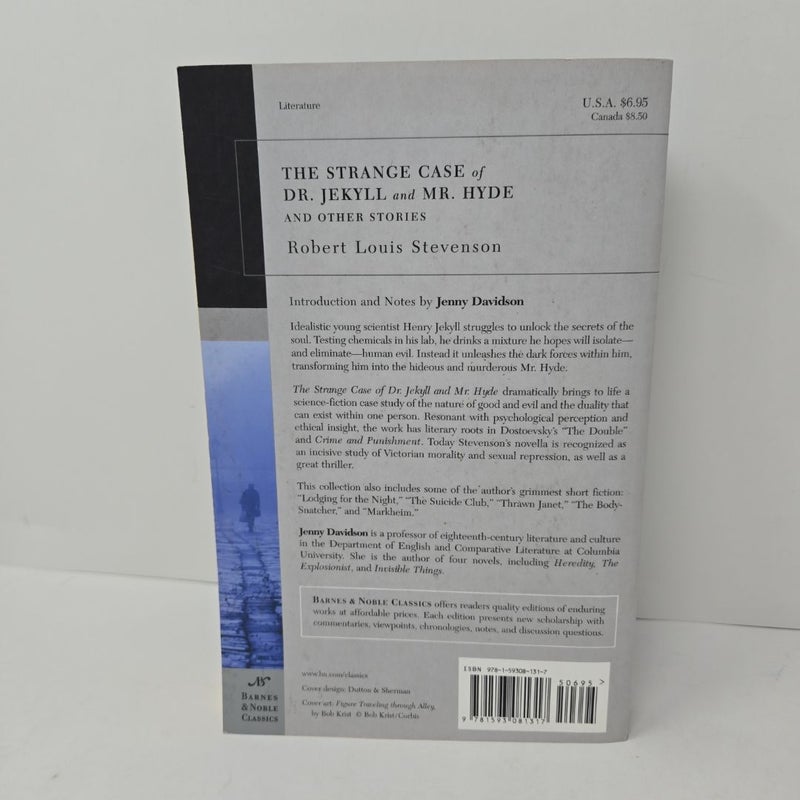 Literature
U.S.A. $6.95
Canada $8.50
THE STRANGE CASE of
DR. JEKYLL and MR. HYDE
AND OTHER STORIES
Robert Louis Stevenson
Introduction and Notes by Jenny Davidson
Idealistic young scientist Henry Jekyll struggles to unlock the secrets of the
soul. Testing chemicals in his lab, he drinks a mixture he hopes will isolate—
and eliminate—human evil. Instead it unleashes the dark forces within him,
transforming him into the hideous and murderous Mr. Hyde.
The Strange Case of Dr. Jekyll and Mr. Hyde dramatically brings to life a
science-fiction case study of the nature of good and evil and the duality that
can exist within one person. Resonant with psychological perception and
ethical insight, the work has literary roots in Dostoevsky's "The Double"
and Crime and Punishment. Today Stevenson's novella is recognized as
an incisive study of Victorian morality and sexual repression, as well as a
great thriller.
This collection also includes some of the author's grimmest short fiction:
"Lodging for the Night," "The Suicide Club," "Thrawn Janet," "The Body-
Snatcher," and "Markheim."
Jenny Davidson is a professor of eighteenth-century literature and culture
in the Department of English and Comparative Literature at Columbia
University. She is the author of four novels, including Heredity, The
Explosionist, and Invisible Things.
BARNES & NOBLE CLASSICS offers readers quality editions of enduring
works at affordable prices. Each edition presents new scholarship with
commentaries, viewpoints, chronologies, notes, and discussion questions.
www.bn.com/classics
Cover design: Dutton & Sherman
Cover art: Figure Traveling through Alley,
by Bob Krist © Bob Krist/Corbis
BARNES
& NOBLE
CLASSICS
ISBN 978-1-59308-131-7
50695 >
9 781593 081317